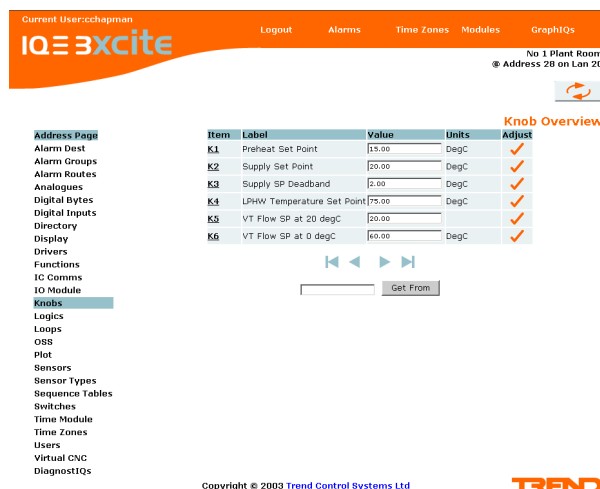 Current User:cchapman
Logout Alarms Time Zones Modules GraphIQs
IQ3 3xcite
No 1 Plant Room
@ Address 28 on Lan 20
Knob Overview
Address Page
Alarm Dest
Alarm Groups
Alarm Routes
Analogues
Digital Bytes
Digital Inputs
Directory
Display
Drivers
Functions
IC Comms
IO Module
Knobs
Logics
Loops
OSS
Plot
Sensors
Sensor Types
Sequence Tables
Switches
Time Module
Time Zones
Users
Virtual CNC
DiagnostIQs
Item Label Value Units Adjust
K1 Preheat Set Point 15.00 DegC
K2 Supply Set Point 20.00 DegC
K3 Supply SP Deadband 2.00 DegC
K4 LPHW Temperature Set Point 75.00 DegC
K5 VT Flow SP at 20 degC 20.00
K6 VT Flow SP at 0 degC 60.00 DegC
Get From
Copyright © 2003 Trend Control Systems Ltd
TREND